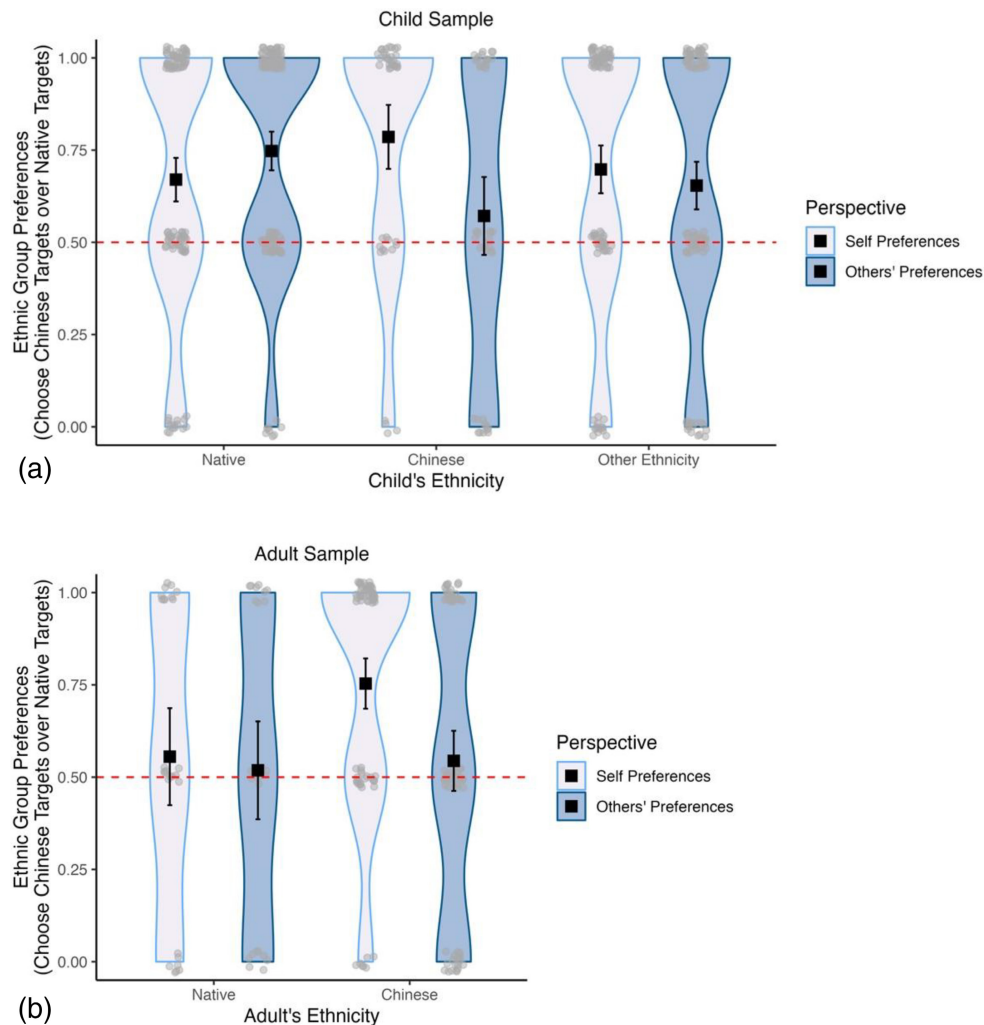 Child Sample
Ethnic Group Preferences
(Choose Chinese Targets over Native Targets)
1.00
0.75
0.50
0.25
0.00
Native
Chinese
Other Ethnicity
Child's Ethnicity
Perspective
Self Preferences
Others' Preferences
(a)
Adult Sample
Ethnic Group Preferences
(Choose Chinese Targets over Native Targets)
1.00
0.75
0.50
0.25
0.00
Native
Chinese
Adult's Ethnicity
Perspective
Self Preferences
Others' Preferences
(b)